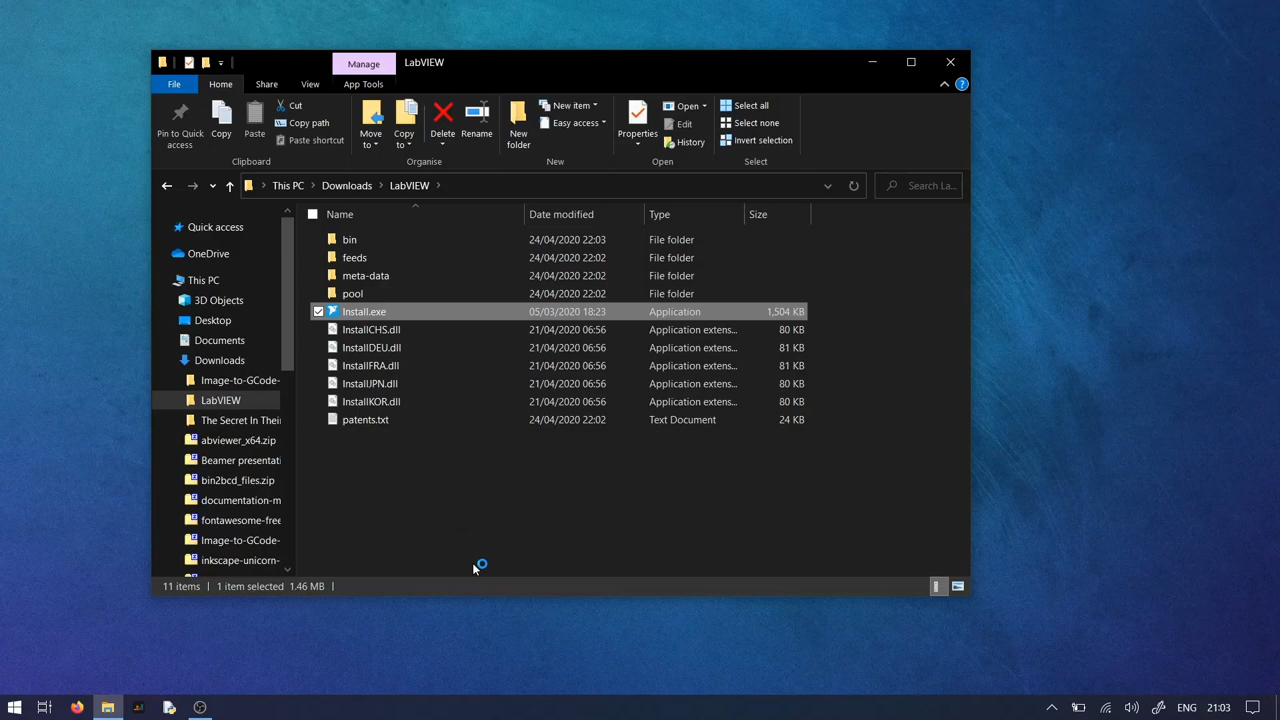 Manage
LabVIEW
File
Home
Share
View
App Tools
Pin to Quick access
Copy
Paste
Cut
Copy path
Paste shortcut
Clipboard
Move to
Copy to
Delete
Rename
Organise
New folder
New item
Easy access
New
Properties
Open
Edit
History
Open
Select all
Select none
Invert selection
Select
This PC
Downloads
LabVIEW
Search La...
Quick access
OneDrive
This PC
3D Objects
Desktop
Documents
Downloads
Image-to-GCode-
LabVIEW
The Secret In Their
abviewer_x64.zip
Beamer presentati
bin2bcd_files.zip
documentation-m
fontawesome-free
Image-to-GCode-
inkscape-unicorn-
Name Date modified Type Size
bin 24/04/2020 22:03 File folder
feeds 24/04/2020 22:02 File folder
meta-data 24/04/2020 22:02 File folder
pool 24/04/2020 22:02 File folder
Install.exe 05/03/2020 18:23 Application 1,504 KB
InstallCHS.dll 21/04/2020 06:56 Application extens... 80 KB
InstallDEU.dll 21/04/2020 06:56 Application extens... 81 KB
InstallFRA.dll 21/04/2020 06:56 Application extens... 81 KB
InstallJPN.dll 21/04/2020 06:56 Application extens... 80 KB
InstallKOR.dll 21/04/2020 06:56 Application extens... 80 KB
patents.txt 24/04/2020 22:02 Text Document 24 KB
11 items 1 item selected 1.46 MB
ENG 21:03